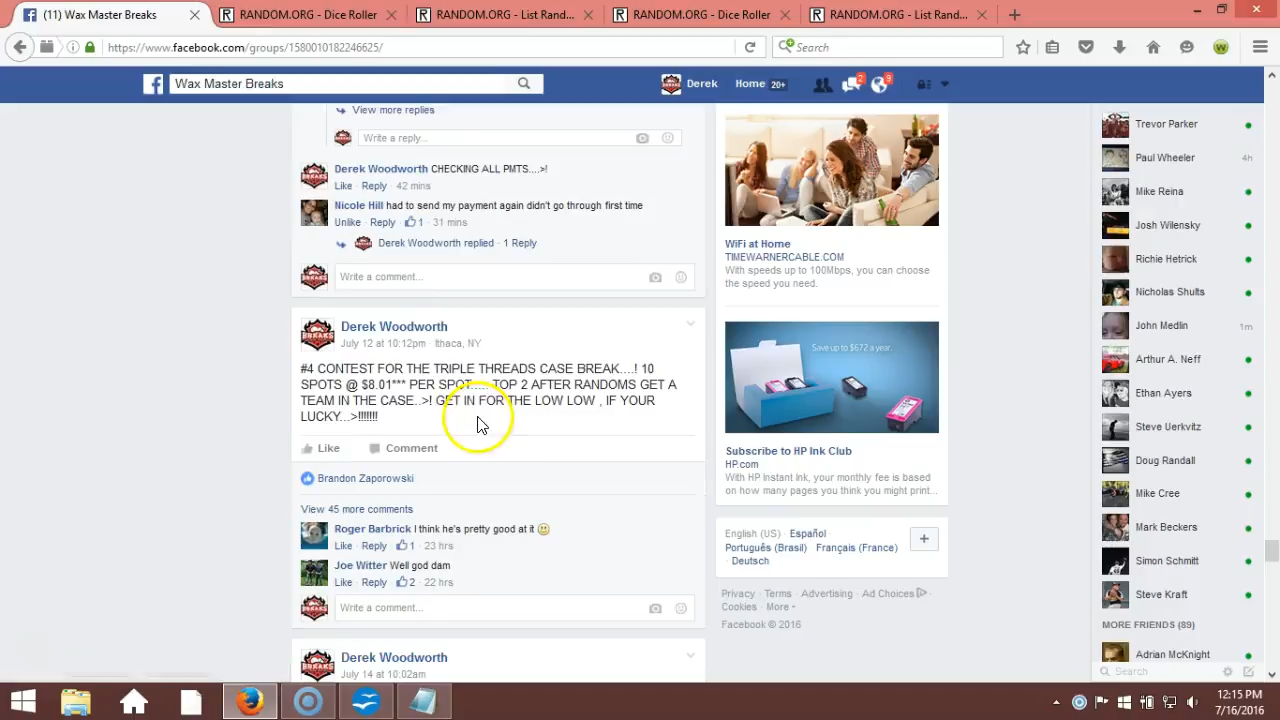 Wax Master Breaks
RANDOM.ORG - Dice Roller
RANDOM.ORG - List Rand...
RANDOM.ORG - Dice Roller
RANDOM.ORG - List Rand...
https://www.facebook.com/groups/1580010182246625/
Search
Wax Master Breaks
Derek
Home 20+
2
9
View more replies
Write a reply...
Derek Woodworth CHECKING ALL PMTS....>!
Like · Reply · 42 mins
Nicole Hill had to send my payment again didn't go through first time
Unlike · Reply · 1 · 31 mins
Derek Woodworth replied · 1 Reply
Write a comment...
Derek Woodworth
July 12 at 10:12pm · Ithaca, NY
#4 CONTEST FOR THE TRIPLE THREADS CASE BREAK....! 10
SPOTS @ $8.01*** PER SPOT..... TOP 2 AFTER RANDOMS GET A
TEAM IN THE CASE..>! GET IN FOR THE LOW LOW , IF YOUR
LUCKY...>!!!!!!!
Like Comment
Brandon Zaporowski
View 45 more comments
Roger Barbrick I think he's pretty good at it
Like · Reply · 1 · 23 hrs
Joe Witter Well god dam
Like · Reply · 2 · 22 hrs
Write a comment...
Derek Woodworth
July 14 at 10:02am
WiFi at Home
TIMEWARNERCABLE.COM
With speeds up to 100Mbps, you can choose
the speed you need.
Save up to $672 a year.
Subscribe to HP Ink Club
HP.com
With HP Instant Ink, your monthly fee is based
on how many pages you think you might print...
English (US) · Español
Português (Brasil) · Français (France)
· Deutsch
+
Privacy · Terms · Advertising · Ad Choices ·
Cookies · More
Facebook © 2016
Trevor Parker
Paul Wheeler 4h
Mike Reina
Josh Wilensky
Richie Hetrick
Nicholas Shults
John Medlin 1m
Arthur A. Neff
Ethan Ayers
Steve Uerkvitz
Doug Randall
Mike Cree
Mark Beckers
Simon Schmitt
Steve Kraft
MORE FRIENDS (89)
Adrian McKnight
Search
12:15 PM
7/16/2016